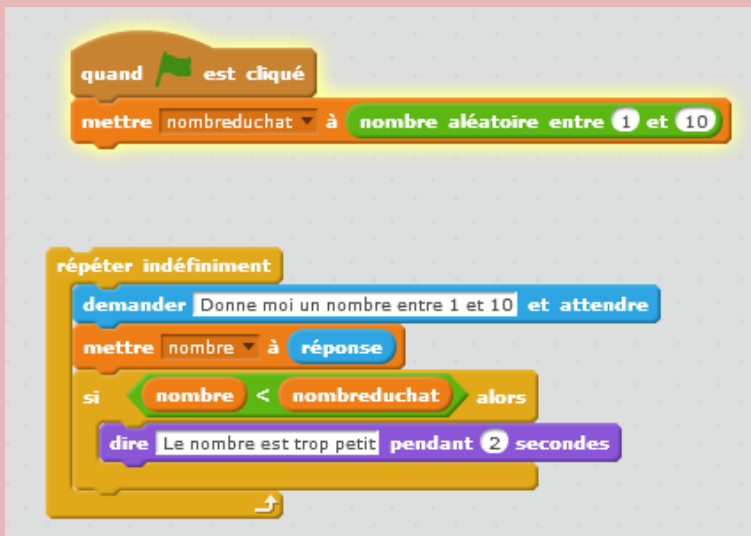 quand est cliqué
mettre nombreduchat à nombre aléatoire entre 1 et 10
répéter indéfiniment
demander Donne moi un nombre entre 1 et 10 et attendre
mettre nombre à réponse
si nombre < nombreduchat alors
dire Le nombre est trop petit pendant 2 secondes